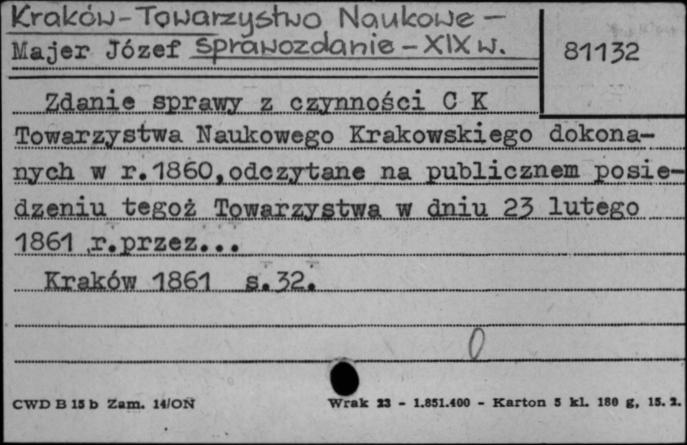 Kraków-Towarzystwo Naukowe -
Majer Józef sprawozdanie - XIX w.
81132
Zdanie sprawy z czynności C K
Towarzystwa Naukowego Krakowskiego dokona-
nych w r.1860,odczytane na publicznem posie-
dzeniu tegoż Towarzystwa w dniu 23 lutego
1861 r.przez...
Kraków 1861 s.32.
0
CWD B 15 b Zam. 14/ON Wrak 23 - 1.851.400 - Karton 5 kl. 180 g, 15. 2.